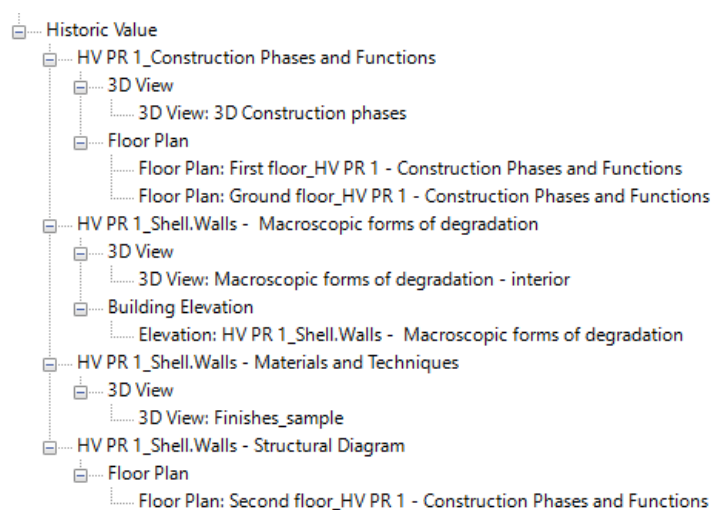 Historic Value
HV PR 1_Construction Phases and Functions
3D View
3D View: 3D Construction phases
Floor Plan
Floor Plan: First floor_HV PR 1 - Construction Phases and Functions
Floor Plan: Ground floor_HV PR 1 - Construction Phases and Functions
HV PR 1_Shell.Walls -  Macroscopic forms of degradation
3D View
3D View: Macroscopic forms of degradation - interior
Building Elevation
Elevation: HV PR 1_Shell.Walls -  Macroscopic forms of degradation
HV PR 1_Shell.Walls - Materials and Techniques
3D View
3D View: Finishes_sample
HV PR 1_Shell.Walls - Structural Diagram
Floor Plan
Floor Plan: Second floor_HV PR 1 - Construction Phases and Functions